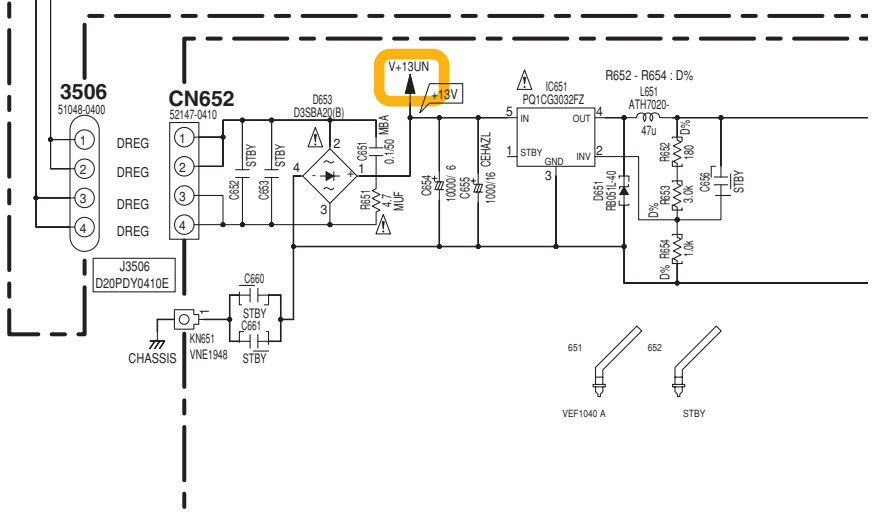 V+13UN
+13V
3506
51048-0400
1
2
3
4
DREG
DREG
DREG
DREG
J3506
D20PDY0410E
CN652
52147-0410
1
2
3
4
C652
STBY
C653
STBY
D653
D3SBA20(B)
2
4
1
3
MBA
C651
0.1/50
R651
4.7
MUF
C654
10000/ 6
C655
1000/16
CEHAZL
IC651
PQ1CG3032FZ
5
IN
OUT
4
1
STBY
INV
2
GND
3
R652 - R654 : D%
L651
ATH7020-
47u
D651
RB051L-40
D%
R652
180
D%
R653
3.0k
D%
R654
1.0k
C656
STBY
C660
STBY
C661
STBY
1
KN651
VNE1948
CHASSIS
651
VEF1040 A
652
STBY